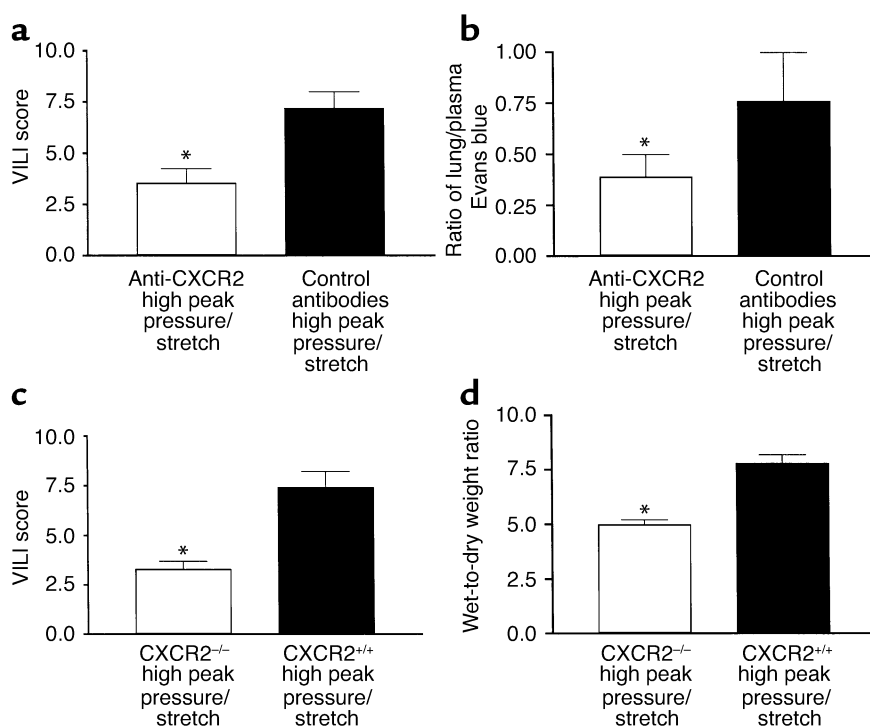 a
10.0
7.5
5.0
2.5
0.0
VILI score
*
Anti-CXCR2
high peak
pressure/
stretch
Control
antibodies
high peak
pressure/
stretch
b
1.00
0.75
0.50
0.25
0.00
Ratio of lung/plasma
Evans blue
*
Anti-CXCR2
high peak
pressure/
stretch
Control
antibodies
high peak
pressure/
stretch
c
10.0
7.5
5.0
2.5
0.0
VILI score
*
CXCR2⁻/⁻
high peak
pressure/
stretch
CXCR2⁺/⁺
high peak
pressure/
stretch
d
10.0
7.5
5.0
2.5
0.0
Wet-to-dry weight ratio
*
CXCR2⁻/⁻
high peak
pressure/
stretch
CXCR2⁺/⁺
high peak
pressure/
stretch